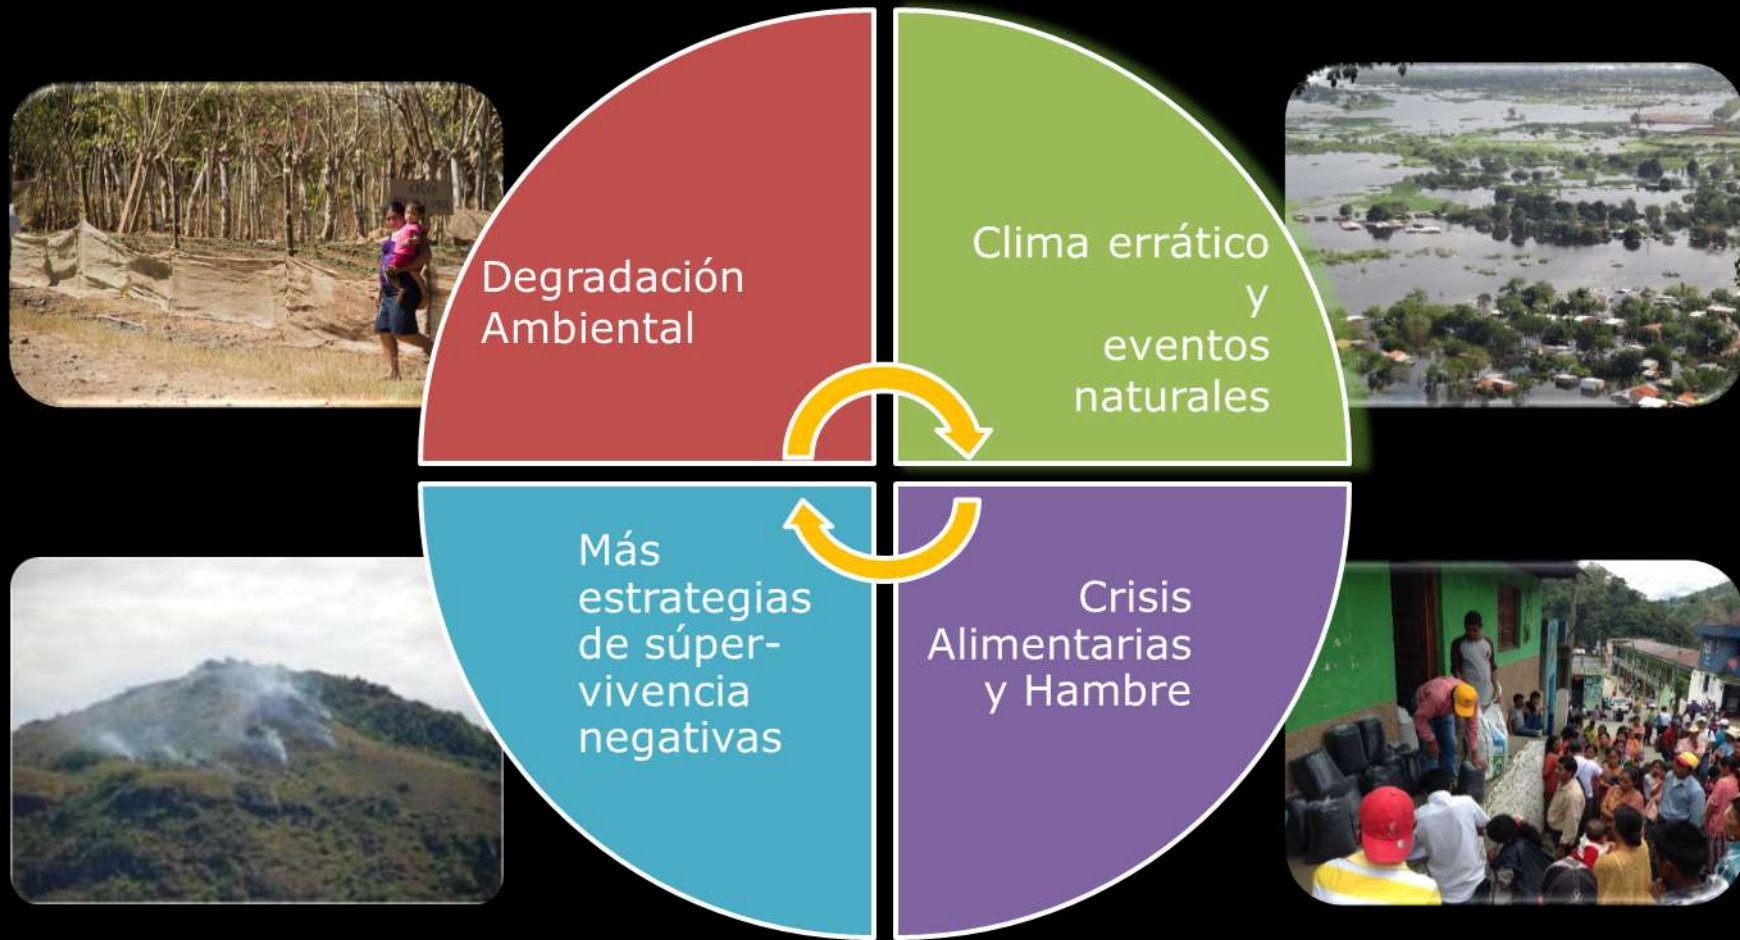 Degradación
Ambiental
Clima errático
y
eventos
naturales
Más
estrategias
de súper-
vivencia
negativas
Crisis
Alimentarias
y Hambre